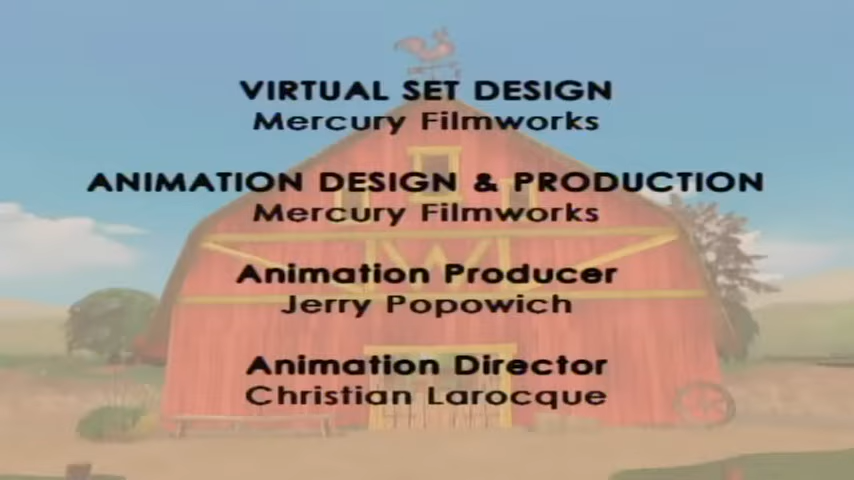 VIRTUAL SET DESIGN
Mercury Filmworks
ANIMATION DESIGN & PRODUCTION
Mercury Filmworks
Animation Producer
Jerry Popowich
Animation Director
Christian Larocque